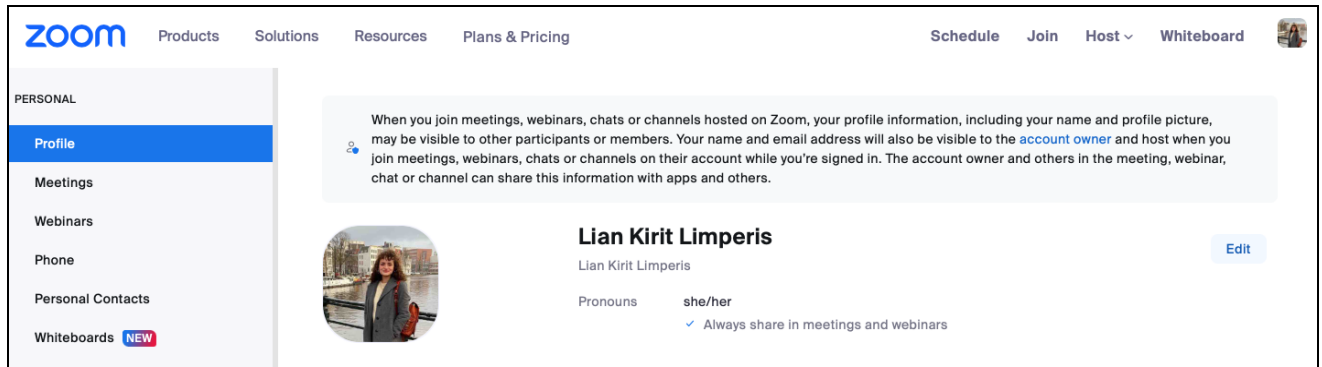 zoom Products Solutions Resources Plans & Pricing Schedule Join Host Whiteboard
PERSONAL
Profile
Meetings
Webinars
Phone
Personal Contacts
Whiteboards NEW
When you join meetings, webinars, chats or channels hosted on Zoom, your profile information, including your name and profile picture,
may be visible to other participants or members. Your name and email address will also be visible to the account owner and host when you
join meetings, webinars, chats or channels on their account while you're signed in. The account owner and others in the meeting, webinar,
chat or channel can share this information with apps and others.
Lian Kirit Limperis
Edit
Lian Kirit Limperis
Pronouns she/her
Always share in meetings and webinars